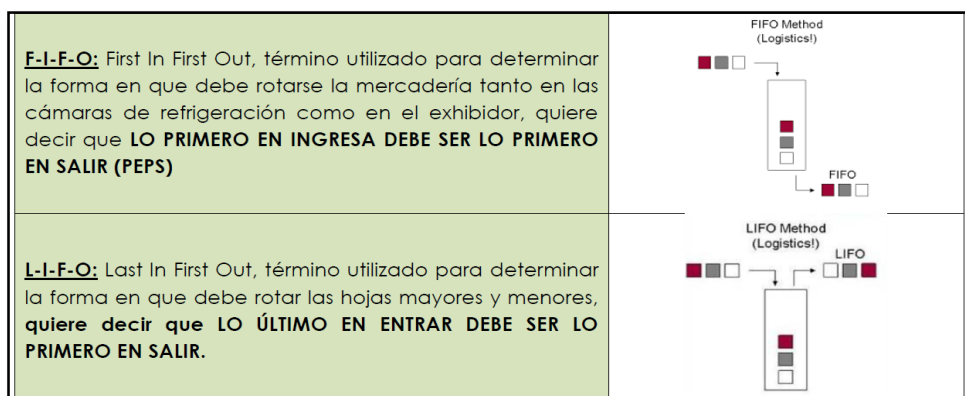 F-I-F-O: First In First Out, término utilizado para determinar
la forma en que debe rotarse la mercadería tanto en las
cámaras de refrigeración como en el exhibidor, quiere
decir que LO PRIMERO EN INGRESA DEBE SER LO PRIMERO
EN SALIR (PEPS)
FIFO Method
(Logistics!)
FIFO
L-I-F-O: Last In First Out, término utilizado para determinar
la forma en que debe rotar las hojas mayores y menores,
quiere decir que LO ÚLTIMO EN ENTRAR DEBE SER LO
PRIMERO EN SALIR.
LIFO Method
(Logistics!)
LIFO